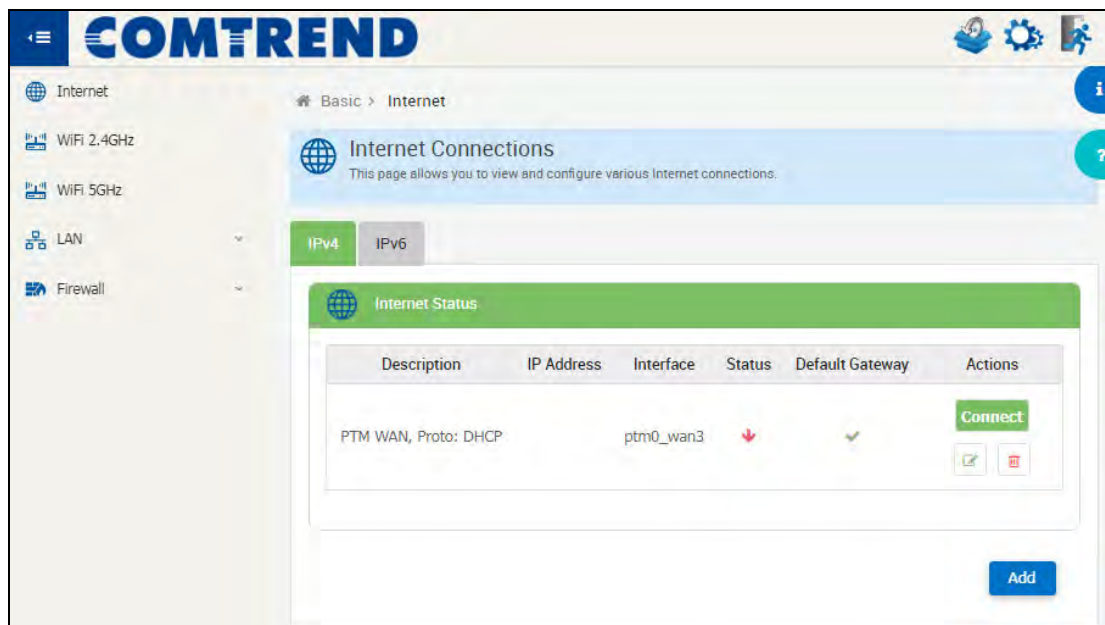 COMTREND
Internet
WiFi 2.4GHz
WiFi 5GHz
LAN
Firewall
Basic > Internet
Internet Connections
This page allows you to view and configure various Internet connections.
IPv4 IPv6
Internet Status
Description IP Address Interface Status Default Gateway Actions
PTM WAN, Proto: DHCP ptm0_wan3 Connect
Add
i
?